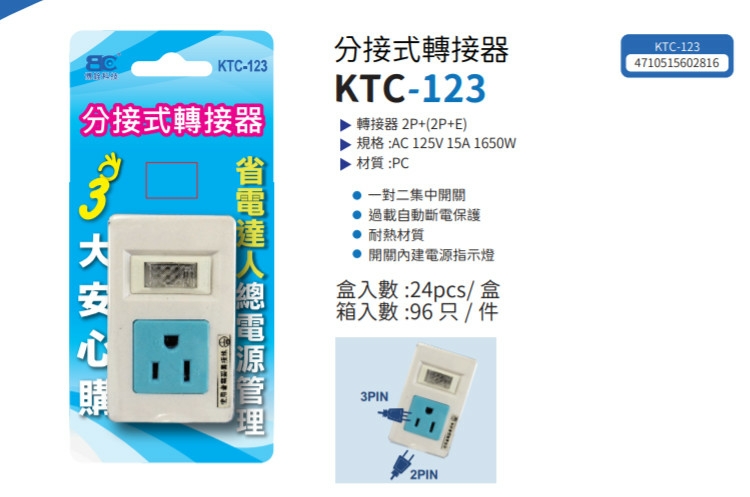 KTC-123
分接式轉接器
3
大
安
心
購
省電達人
總電源管理
分接式轉接器
KTC-123
轉接器 2P+(2P+E)
規格 :AC 125V 15A 1650W
材質 :PC
一對二集中開關
過載自動斷電保護
耐熱材質
開關內建電源指示燈
盒入數 :24pcs/ 盒
箱入數 :96 只 / 件
3PIN
2PIN
KTC-123
4710515602816